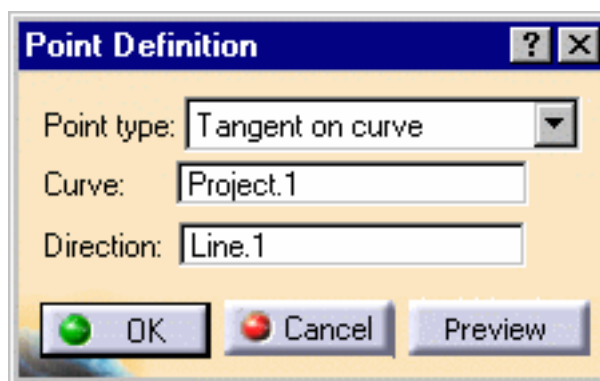 Point Definition ? ×
Point type: Tangent on curve
Curve: Project.1
Direction: Line.1
OK Cancel Preview